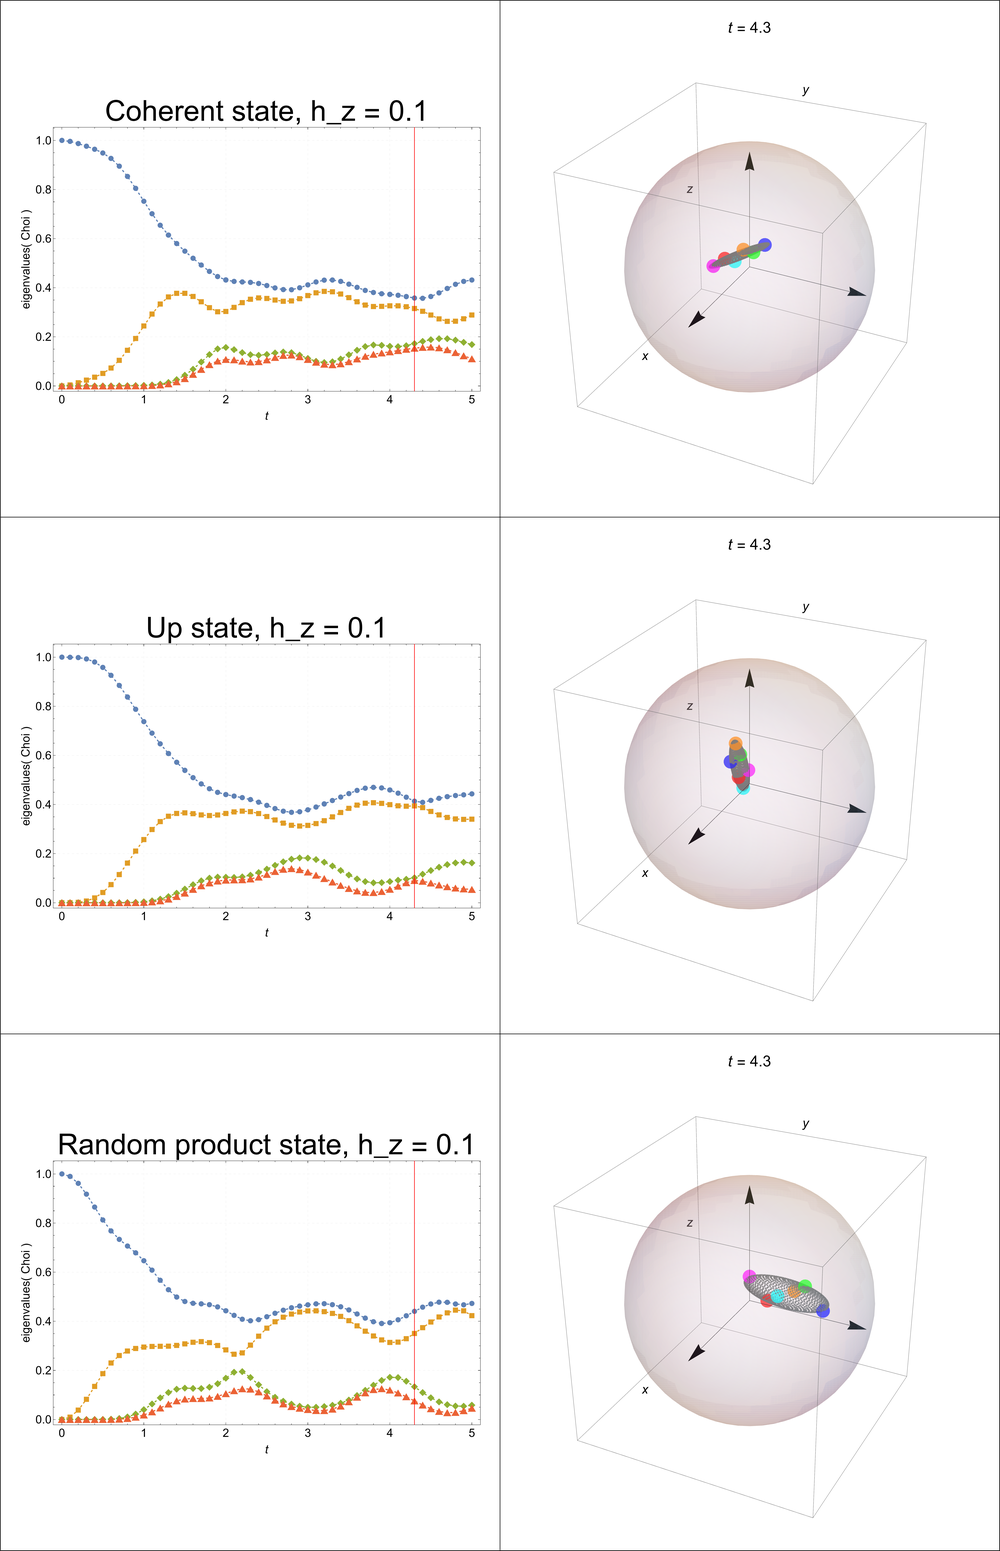 Coherent state, h_z = 0.1
eigenvalues( Choi )
1.0
0.8
0.6
0.4
0.2
0.0
0 1 2 3 4 5
t
t = 4.3
y
z
x
Up state, h_z = 0.1
eigenvalues( Choi )
1.0
0.8
0.6
0.4
0.2
0.0
0 1 2 3 4 5
t
t = 4.3
y
z
x
Random product state, h_z = 0.1
eigenvalues( Choi )
1.0
0.8
0.6
0.4
0.2
0.0
0 1 2 3 4 5
t
t = 4.3
y
z
x